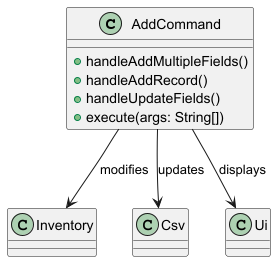 C AddCommand
handleAddMultipleFields()
handleAddRecord()
handleUpdateFields()
execute(args: String[])
modifies updates displays
C Inventory C Csv C Ui